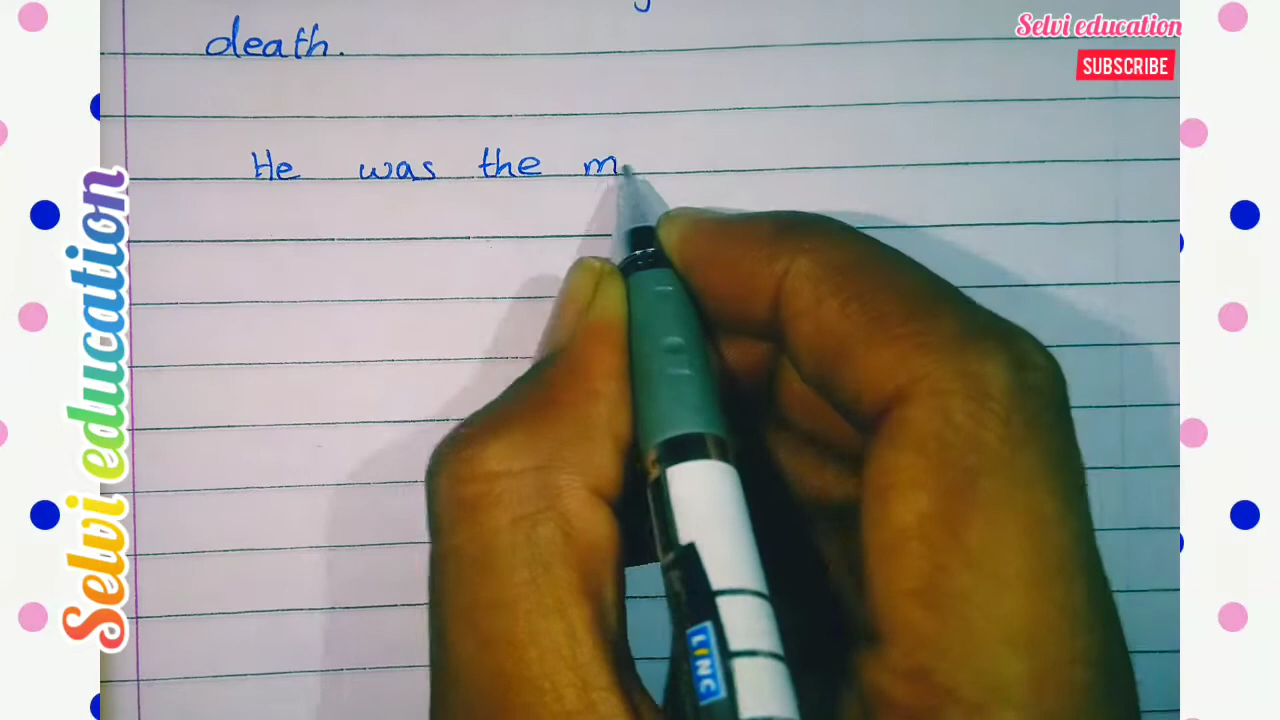 Selvi education
SUBSCRIBE
death.
He was the m
Selvi education
LINC